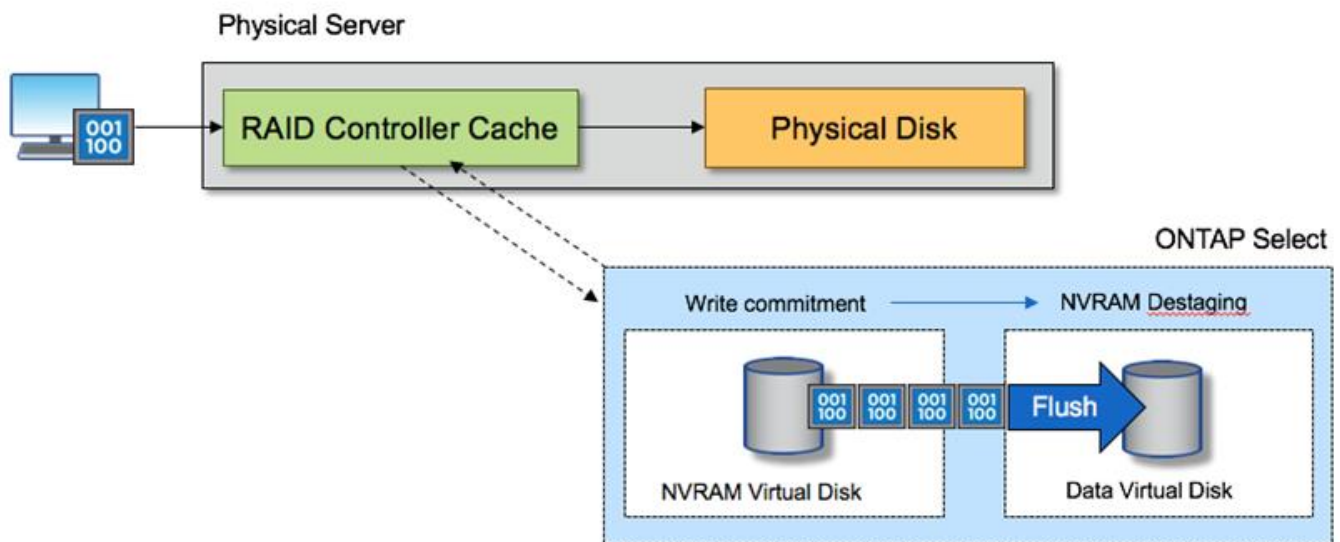 Physical Server
001
100
RAID Controller Cache
Physical Disk
ONTAP Select
Write commitment
NVRAM Destaging
001
100
001
100
001
100
001
100
Flush
NVRAM Virtual Disk
Data Virtual Disk